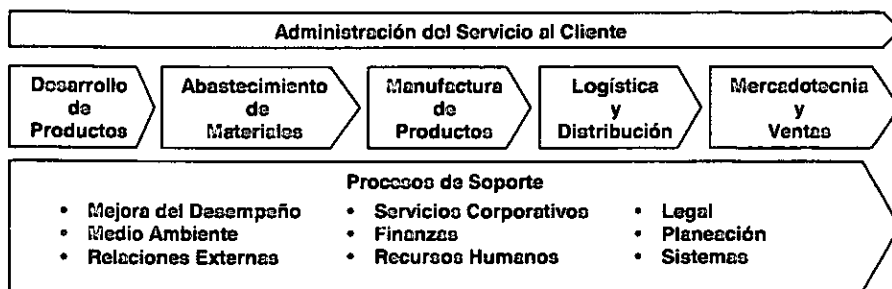 Administración del Servicio al Cliente
Desarrollo
de
Productos
Abastecimiento
de
Materiales
Manufactura
de
Productos
Logística
y
Distribución
Mercadotecnia
y
Ventas
Procesos de Soporte
• Mejora del Desempeño
• Medio Ambiente
• Relaciones Externas
• Servicios Corporativos
• Finanzas
• Recursos Humanos
• Legal
• Planeación
• Sistemas